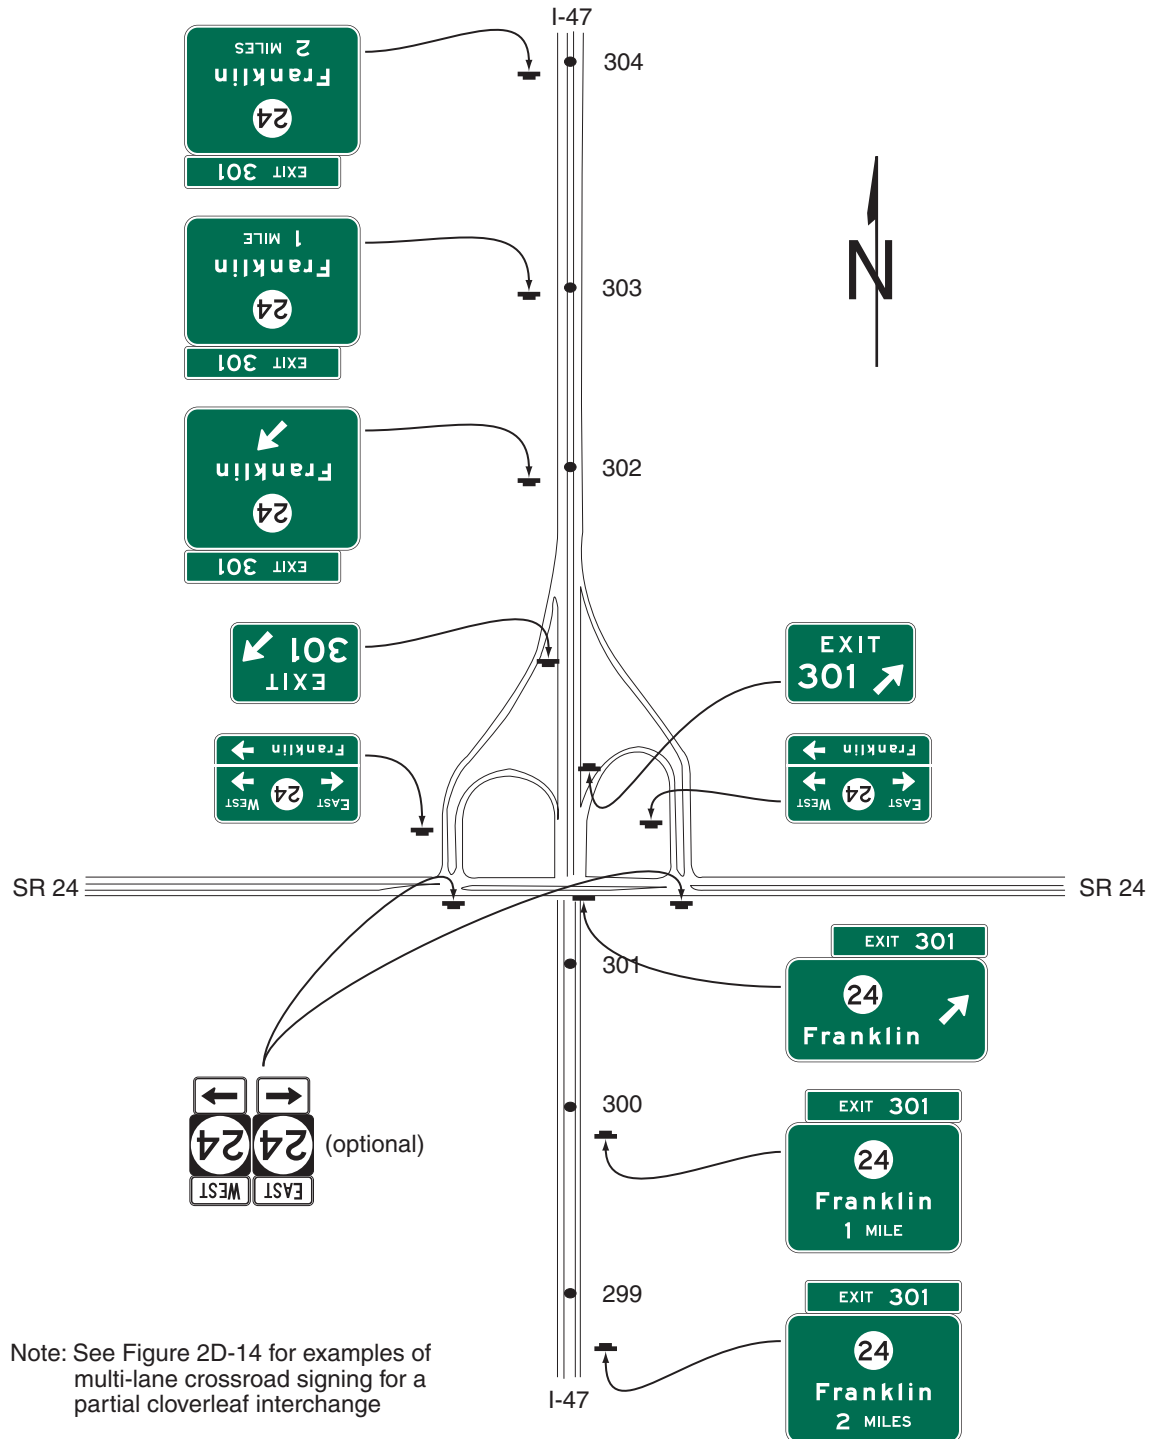 I-47
304
2 MILES
Franklin
24
EXIT 301
303
1 MILE
Franklin
24
EXIT 301
N
302
Franklin
24
EXIT 301
EXIT
301
EXIT
301
Franklin
WEST 24 EAST
Franklin
WEST 24 EAST
SR 24
SR 24
EXIT 301
24
Franklin
301
300
EXIT 301
24
Franklin
1 MILE
24 24
WEST EAST
(optional)
299
EXIT 301
24
Franklin
2 MILES
Note: See Figure 2D-14 for examples of
multi-lane crossroad signing for a
partial cloverleaf interchange
I-47